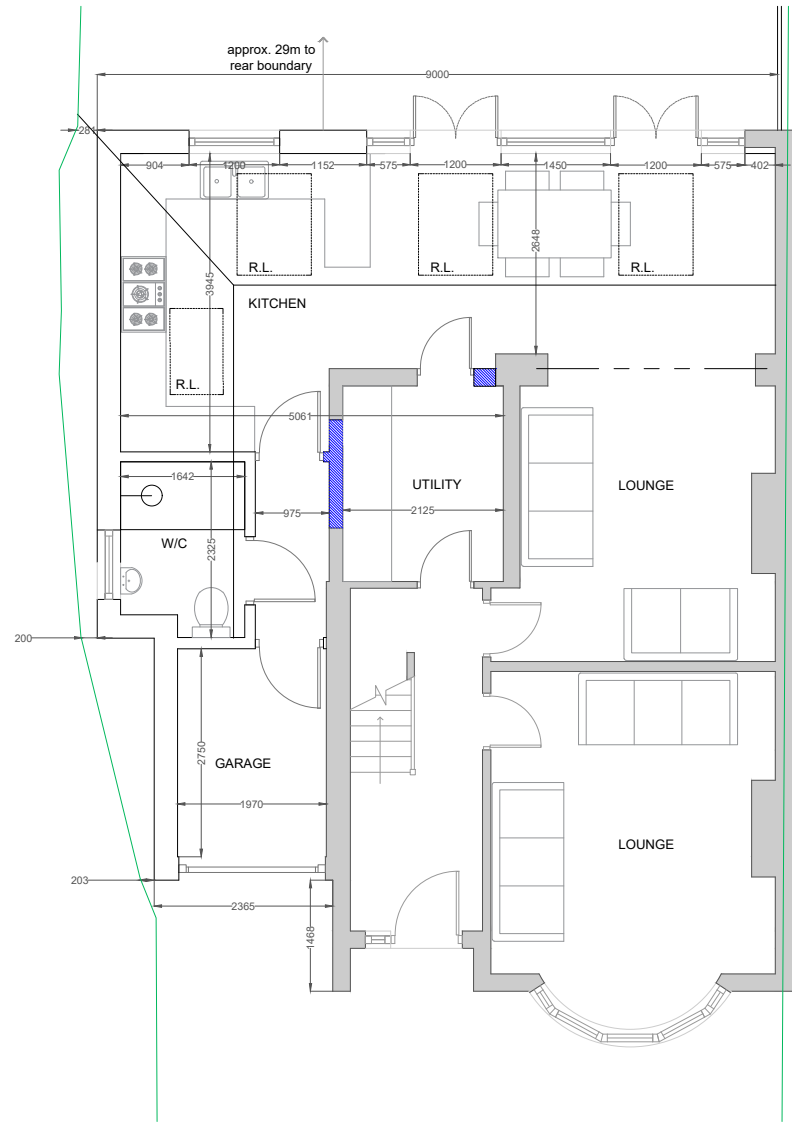 approx. 29m to
rear boundary
9000
281
904
1200
1152
575
1200
1450
1200
575
402
R.L.
R.L.
R.L.
2648
3945
KITCHEN
R.L.
5061
1642
975
UTILITY
2125
LOUNGE
W/C
2325
200
2750
GARAGE
1970
LOUNGE
203
2365
1468